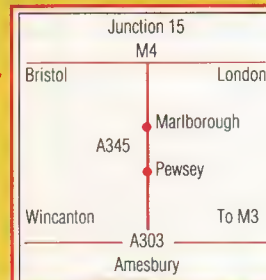 Junction 15
M4
Bristol London
Marlborough
A345
Pewsey
Wincanton To M3
A303
Amesbury